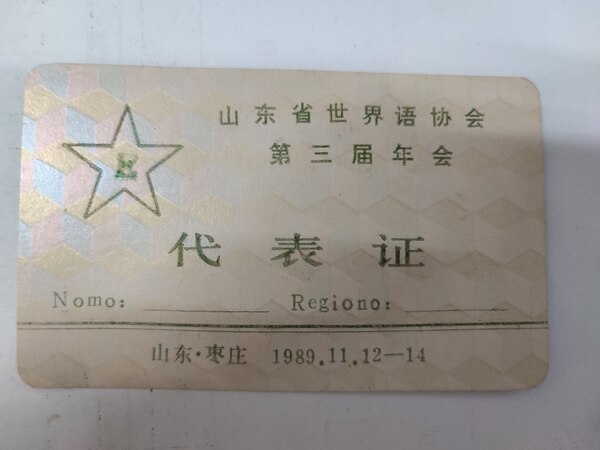 山东省世界语协会
第三届年会
E
代表证
Nomo: Regiono:
山东·枣庄 1989.11.12—14